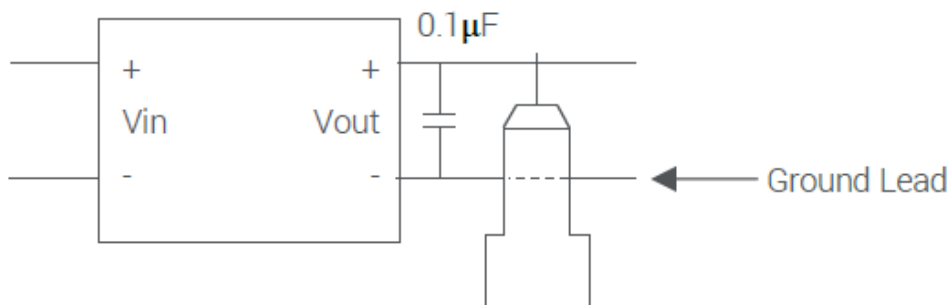 0.1μF
+ +
Vin Vout
- -
Ground Lead